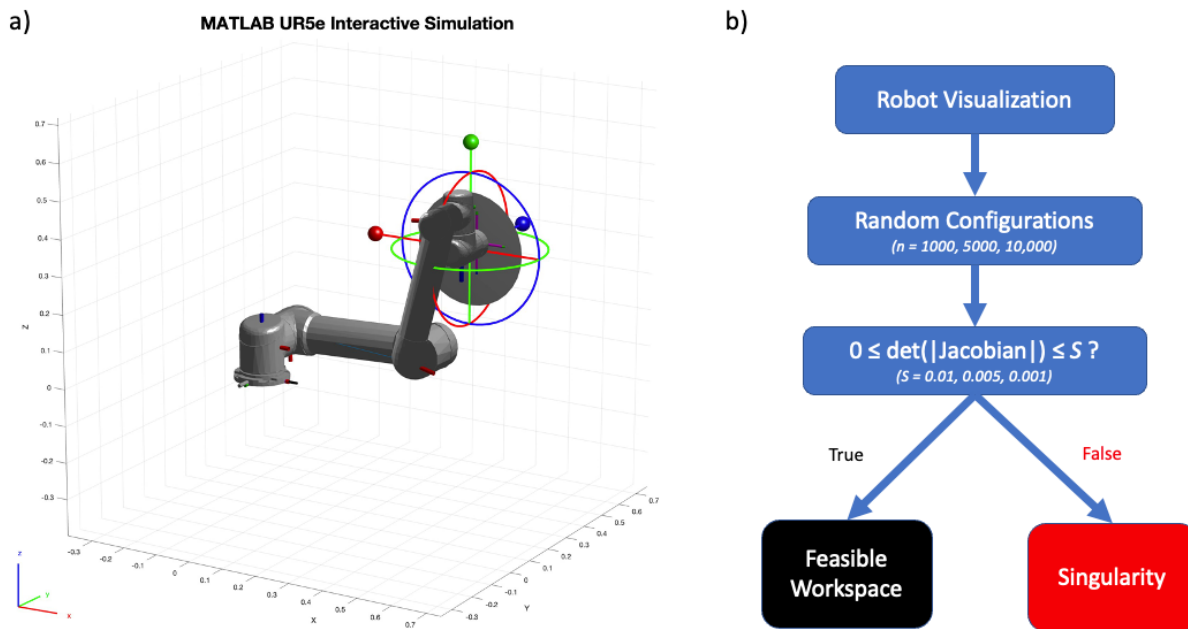 a)
MATLAB UR5e Interactive Simulation
0.7
0.6
0.5
0.4
0.3
0.2
0.1
0
-0.1
-0.2
-0.3
Z
-0.3
-0.2
-0.1
0
0.1
0.2
0.3
0.4
0.5
0.6
0.7
X
-0.3
-0.2
-0.1
0
0.1
0.2
0.3
0.4
0.5
0.6
0.7
Y
z
y
x
b)
Robot Visualization
Random Configurations
(n = 1000, 5000, 10,000)
0 ≤ det(|Jacobian|) ≤ S ?
(S = 0.01, 0.005, 0.001)
True
False
Feasible
Workspace
Singularity